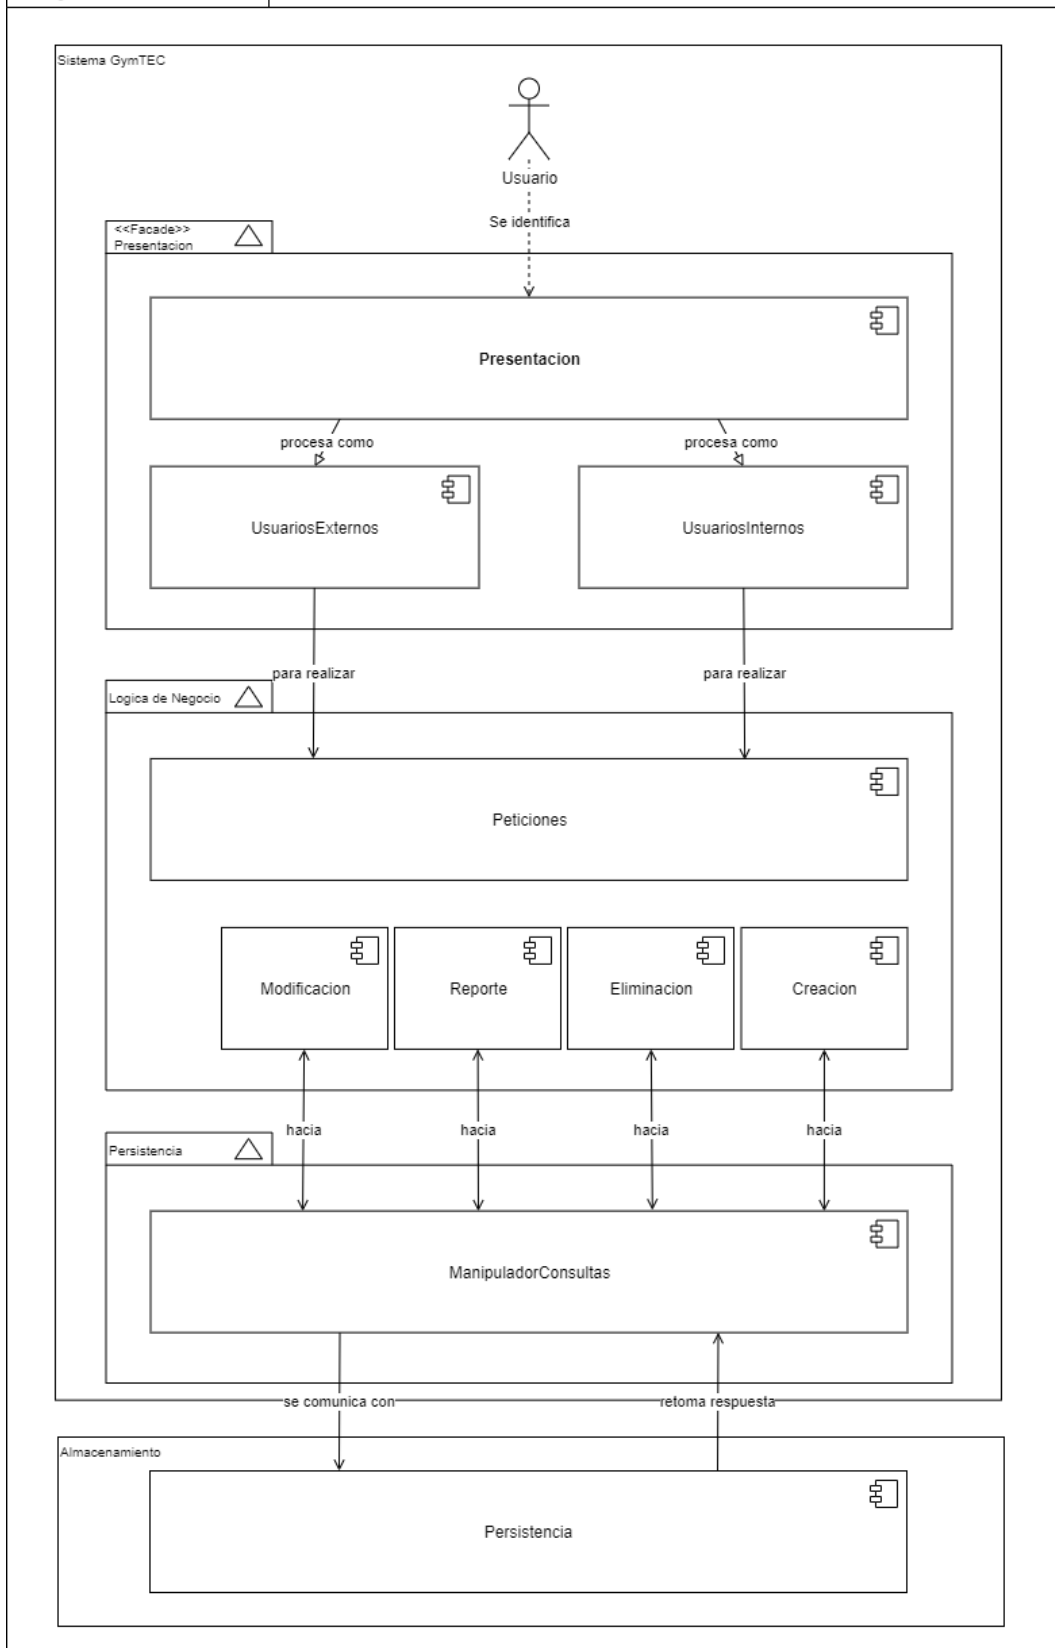 Sistema GymTEC
Usuario
Se identifica
<<Facade>>
Presentacion
Presentacion
procesa como
procesa como
UsuariosExternos
UsuariosInternos
para realizar
para realizar
Logica de Negocio
Peticiones
Modificacion
Reporte
Eliminacion
Creacion
hacia
hacia
hacia
hacia
Persistencia
ManipuladorConsultas
se comunica con
retoma respuesta
Almacenamiento
Persistencia